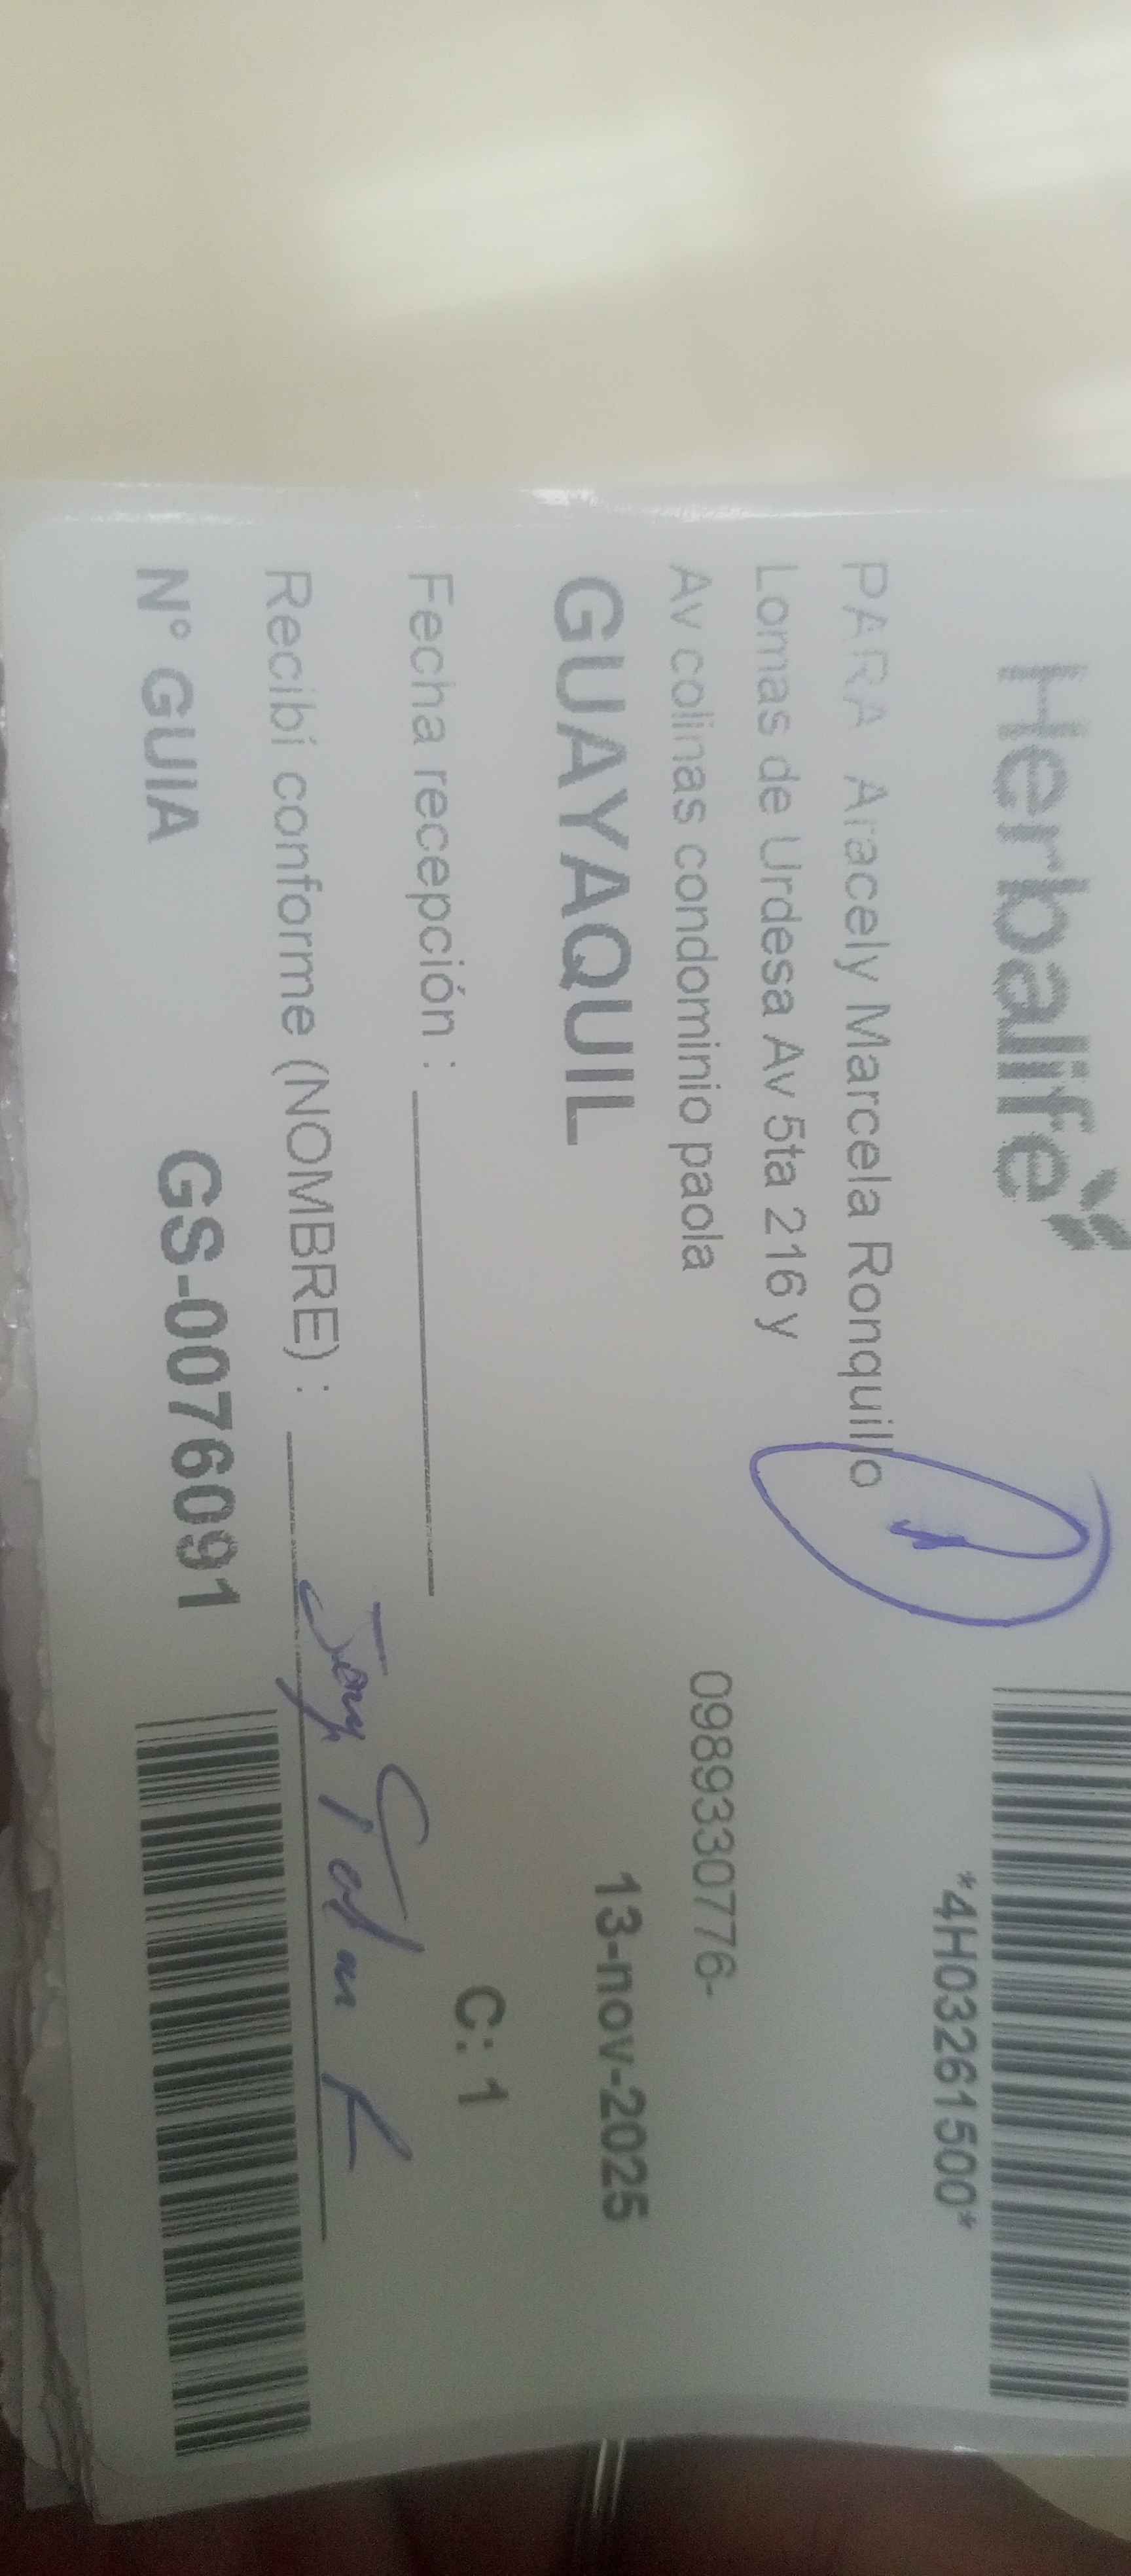 Herbalife
*4H03261500*
PARA Aracely Marcela Ronquillo
Lomas de Urdesa Av 5ta 216 y
Av colinas condominio paola
0989330776-
GUAYAQUIL
13-nov-2025
Fecha recepción :
C: 1
Recibí conforme (NOMBRE) :
N° GUIA
GS-0076091